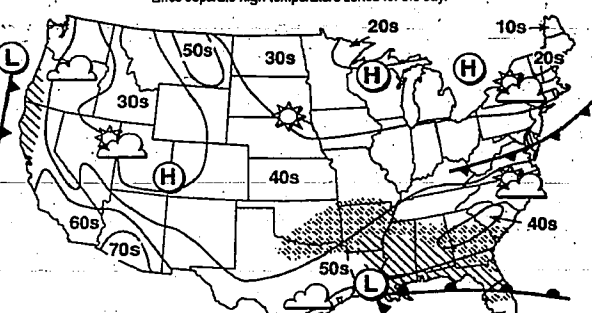 Lines separate high temperature zones for the day.
20s
10s
50s
30s
20s
L
H
H
30s
H
40s
60s
40s
70s
50s
L